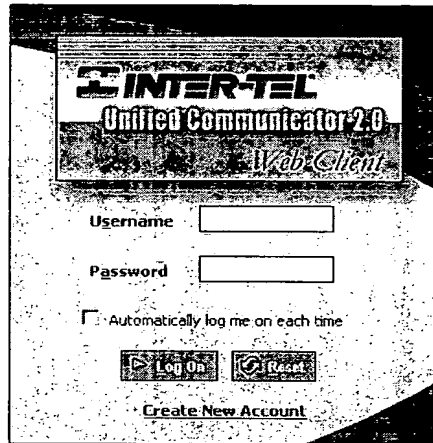 INTER-TEL
Unified Communicator 2.0
Web Client
Username
Password
Automatically log me on each time
Log On
Reset
Create New Account